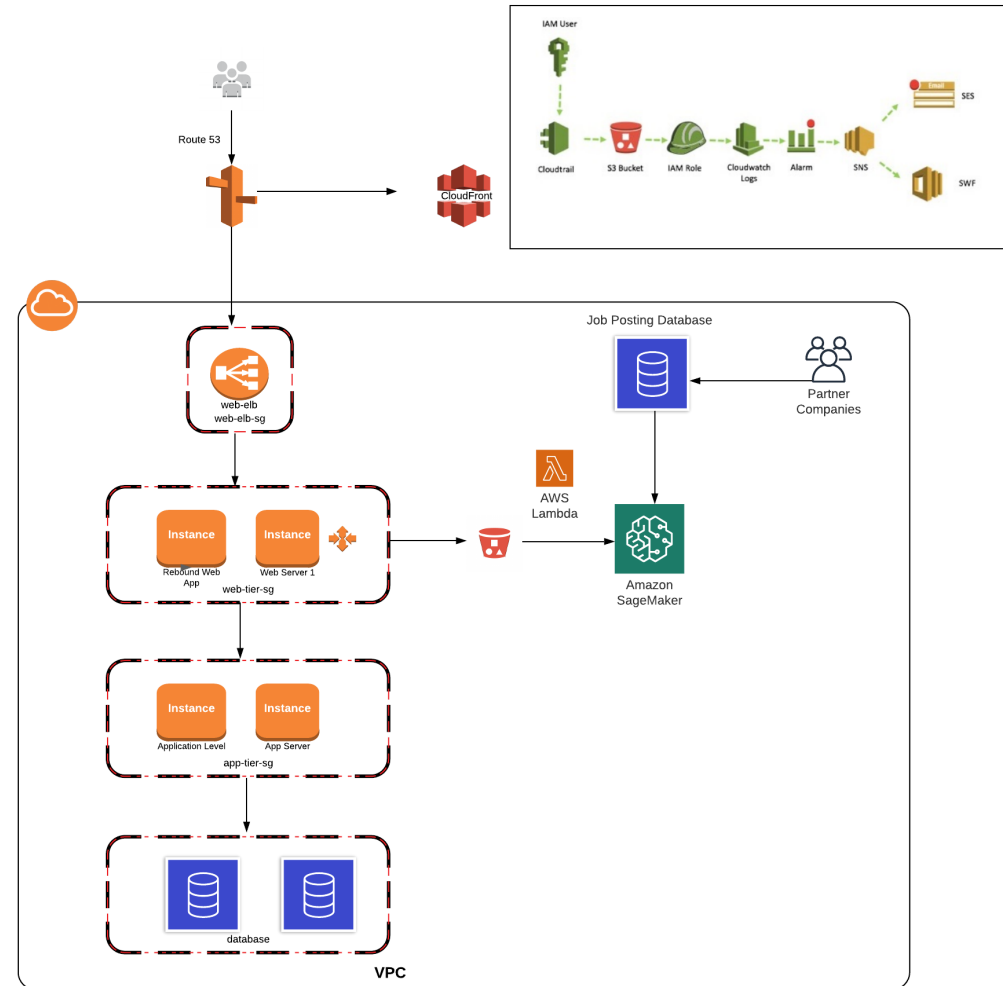 IAM User
Email
SES
Cloudtrail
S3 Bucket
IAM Role
Cloudwatch
Logs
Alarm
SNS
SWF
Route 53
CloudFront
web-elb
web-elb-sg
Job Posting Database
Partner
Companies
Instance
Instance
Rebound Web
App
Web Server 1
web-tier-sg
AWS
Lambda
Amazon
SageMaker
Instance
Instance
Application Level
App Server
app-tier-sg
database
VPC